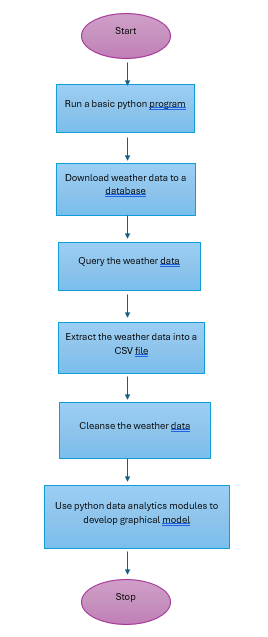 Start
Run a basic python program
Download weather data to a
database
Query the weather data
Extract the weather data into a
CSV file
Cleanse the weather data
Use python data analytics modules to
develop graphical model
Stop